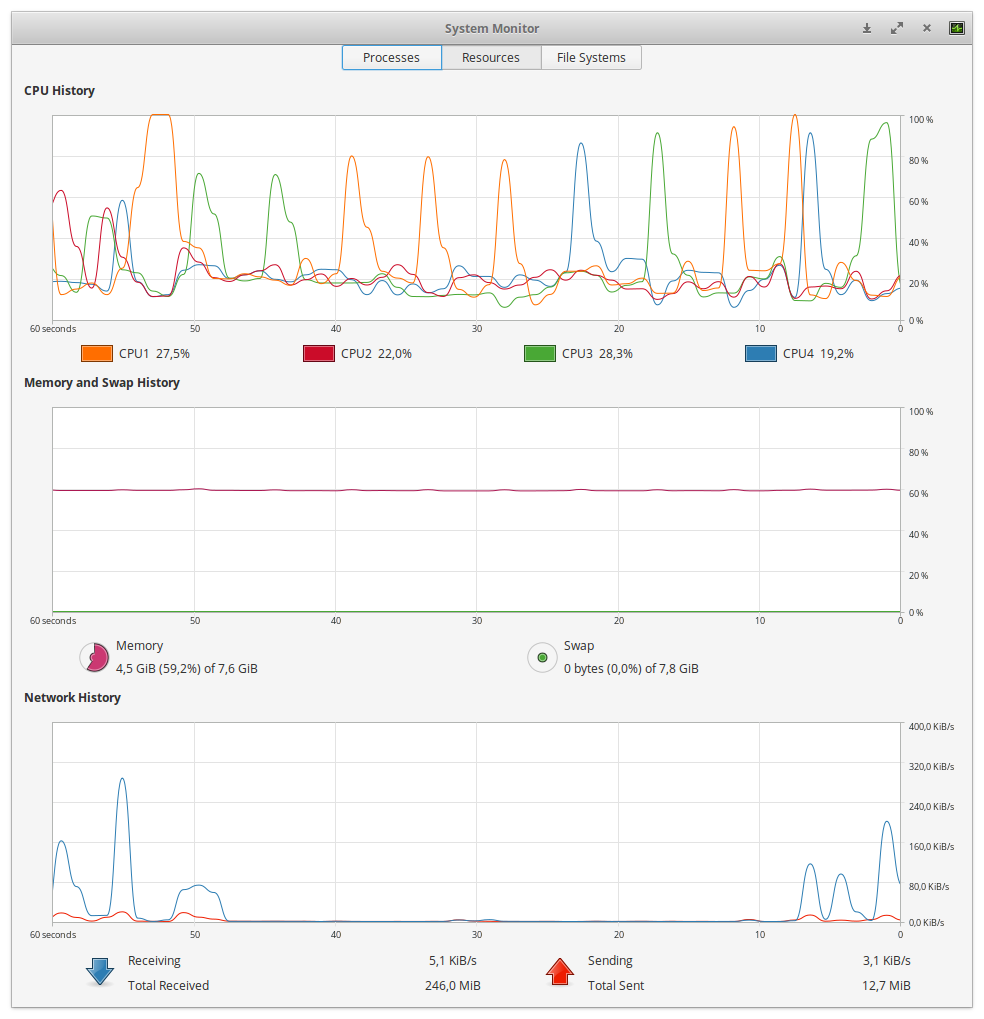 System Monitor
Processes Resources File Systems
CPU History
100 %
80 %
60 %
40 %
20 %
0 %
60 seconds 50 40 30 20 10 0
CPU1 27,5% CPU2 22,0% CPU3 28,3% CPU4 19,2%
Memory and Swap History
100 %
80 %
60 %
40 %
20 %
0 %
60 seconds 50 40 30 20 10 0
Memory Swap
4,5 GiB (59,2%) of 7,6 GiB 0 bytes (0,0%) of 7,8 GiB
Network History
400,0 KiB/s
320,0 KiB/s
240,0 KiB/s
160,0 KiB/s
80,0 KiB/s
0,0 KiB/s
60 seconds 50 40 30 20 10 0
Receiving 5,1 KiB/s Sending 3,1 KiB/s
Total Received 246,0 MiB Total Sent 12,7 MiB